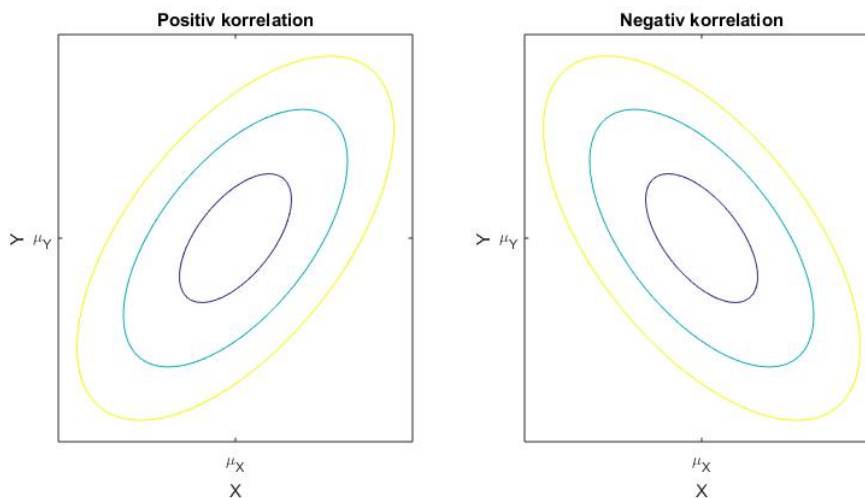 Positiv korrelation
Y
μY
μX
X
Negativ korrelation
Y
μY
μX
X